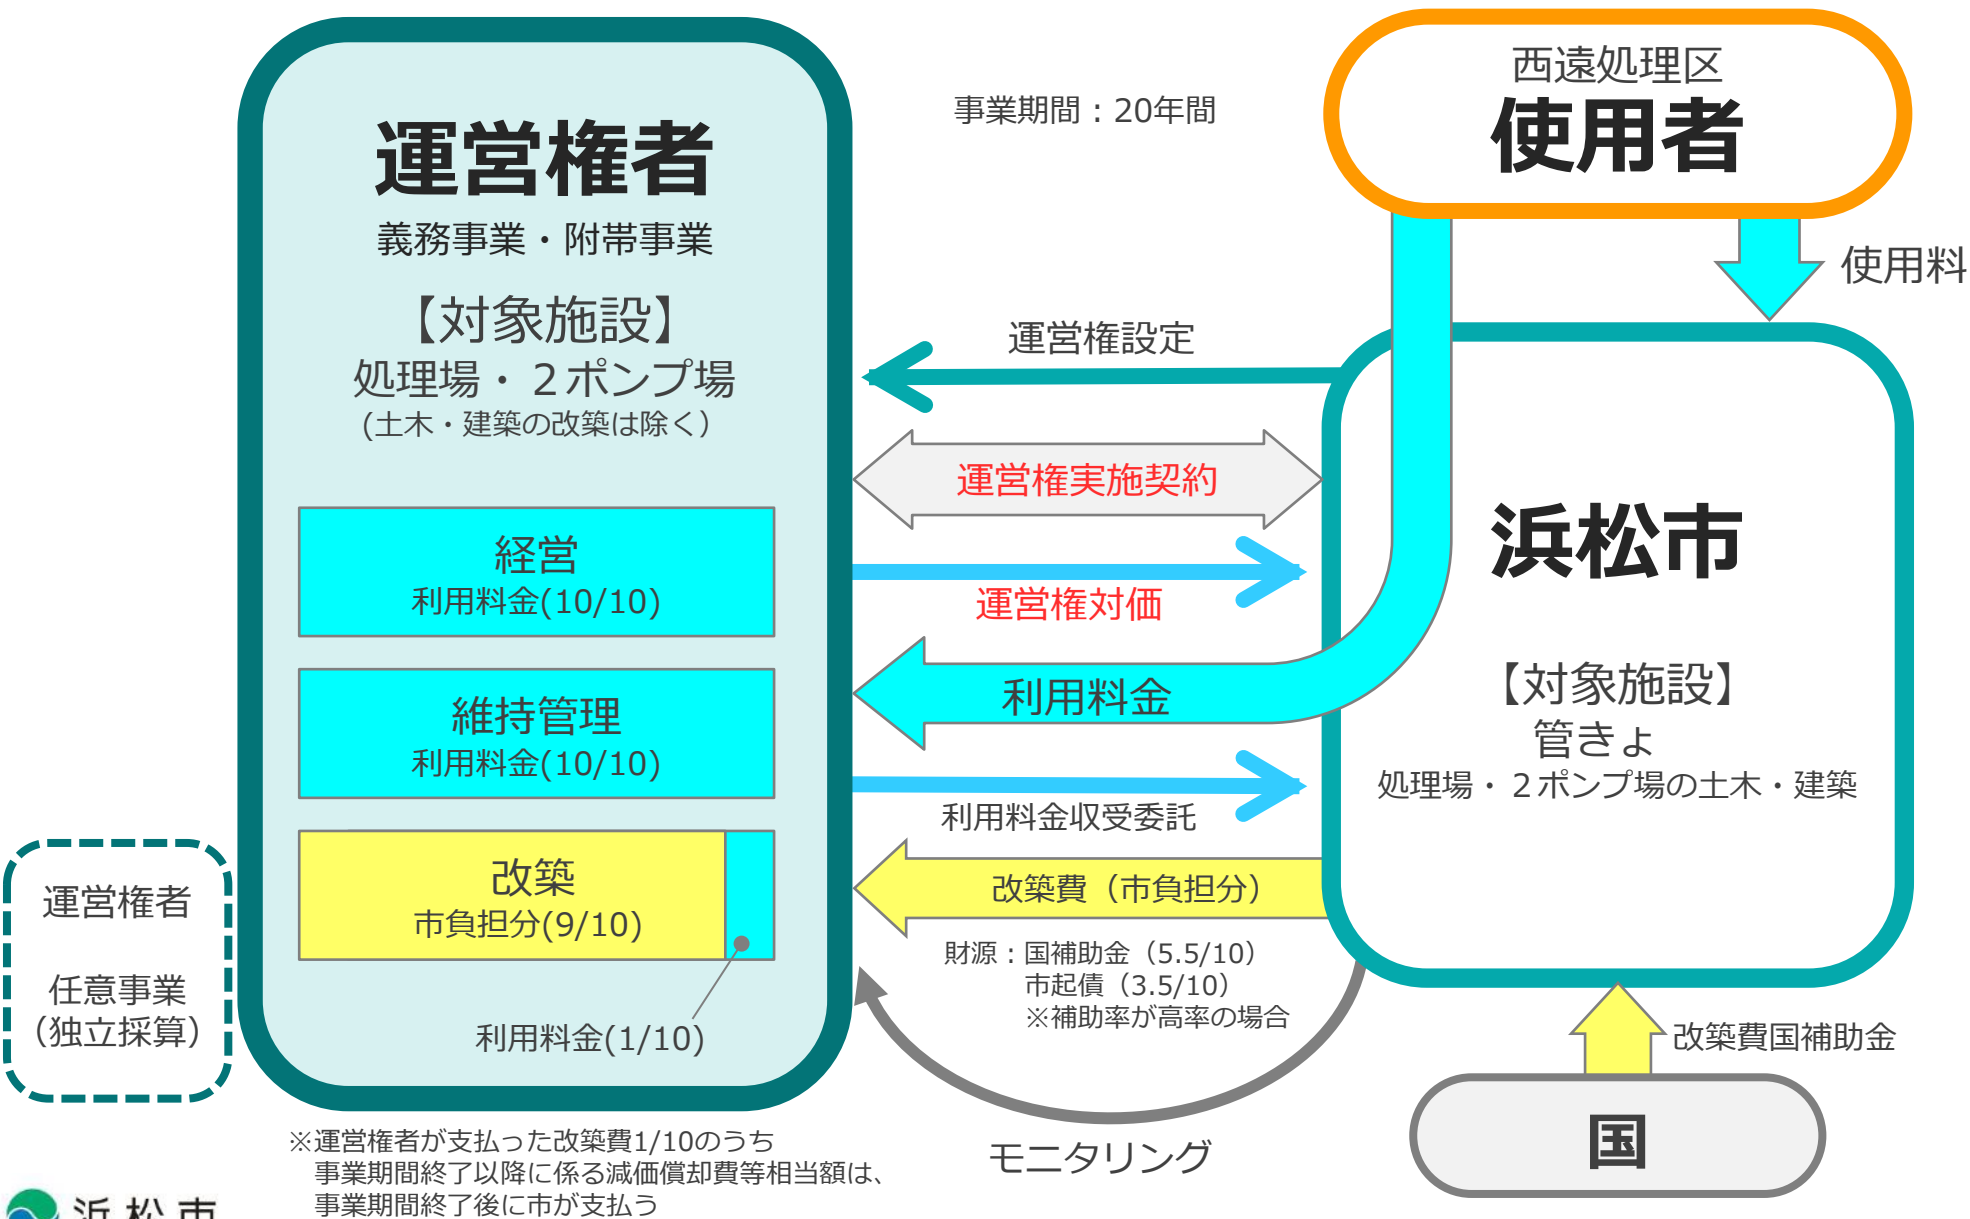 運営権者
義務事業・附帯事業
【対象施設】
処理場・２ポンプ場
(土木・建築の改築は除く）
経営
利用料金(10/10)
維持管理
利用料金(10/10)
改築
市負担分(9/10)
利用料金(1/10)
運営権者
任意事業
（独立採算）
※運営権者が支払った改築費1/10のうち
事業期間終了以降に係る減価償却費等相当額は、
事業期間終了後に市が支払う
浜松市
事業期間：20年間
運営権設定
運営権実施契約
運営権対価
利用料金
利用料金収受委託
改築費（市負担分）
財源：国補助金（5.5/10）
市起債（3.5/10）
※補助率が高率の場合
モニタリング
西遠処理区
使用者
使用料
浜松市
【対象施設】
管きょ
処理場・２ポンプ場の土木・建築
改築費国補助金
国